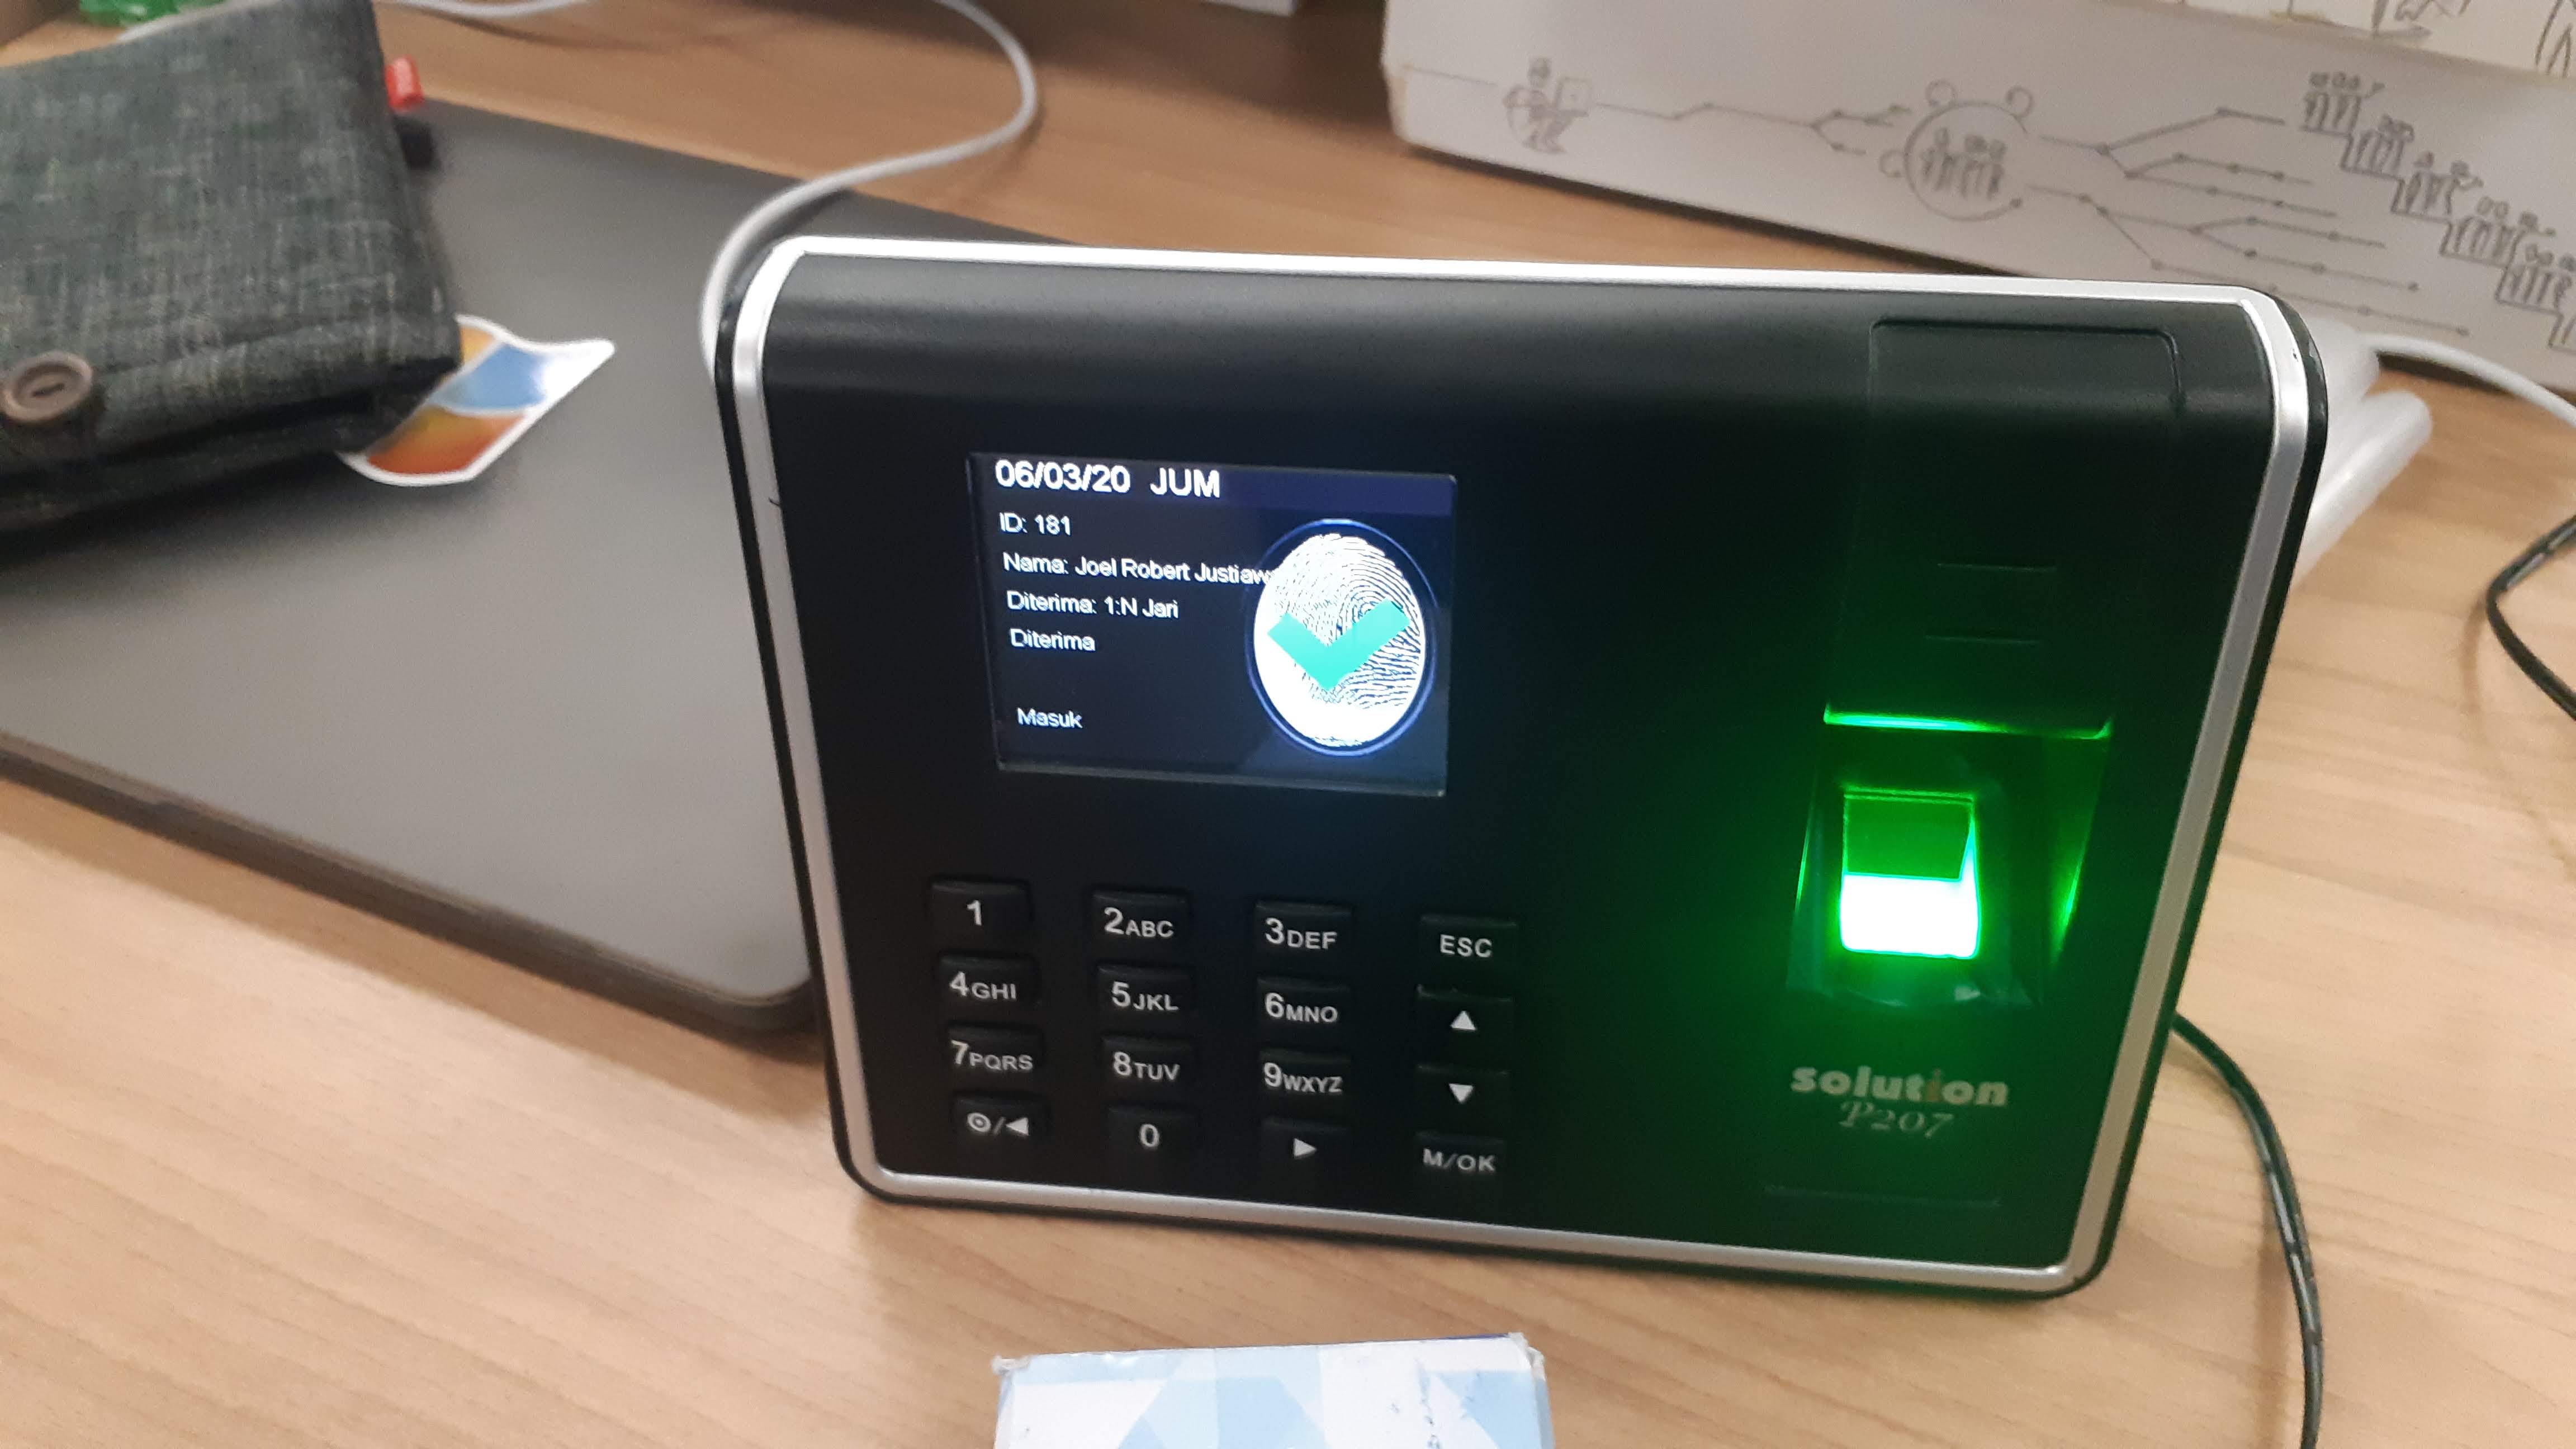 06/03/20 JUM
ID: 181
Nama: Joel Robert Justiaw
Diterima: 1:N Jari
Diterima
Masuk
1 2ABC 3DEF ESC
4GHI 5JKL 6MNO ▲
7PQRS 8TUV 9WXYZ ▼
◎/◀ 0 ▶ M/OK
solution
P207